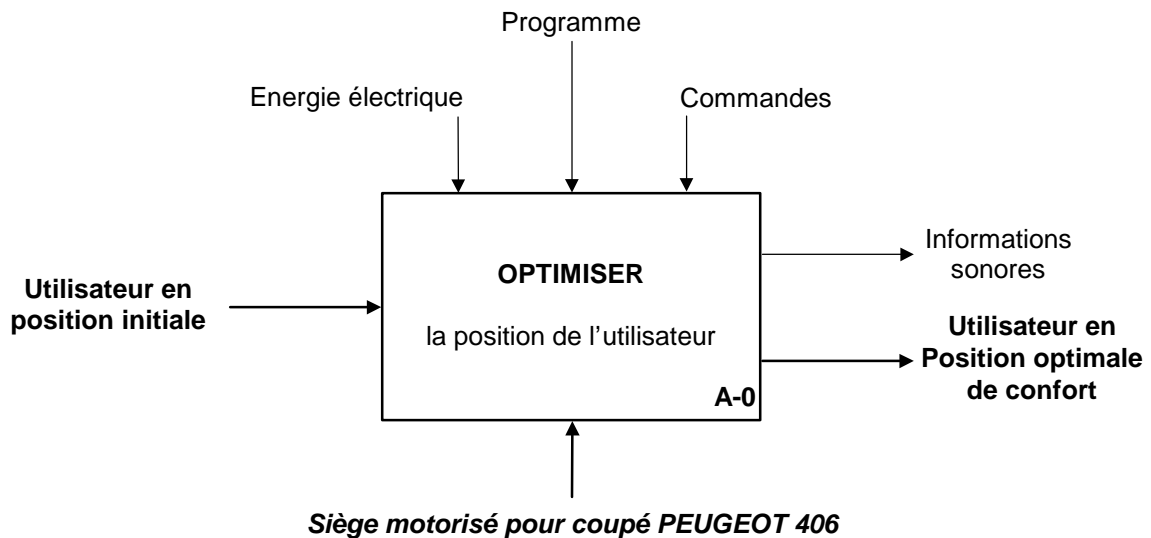 Programme
Energie électrique
Commandes
OPTIMISER
la position de l’utilisateur
A-0
Utilisateur en
position initiale
Informations
sonores
Utilisateur en
Position optimale
de confort
Siège motorisé pour coupé PEUGEOT 406